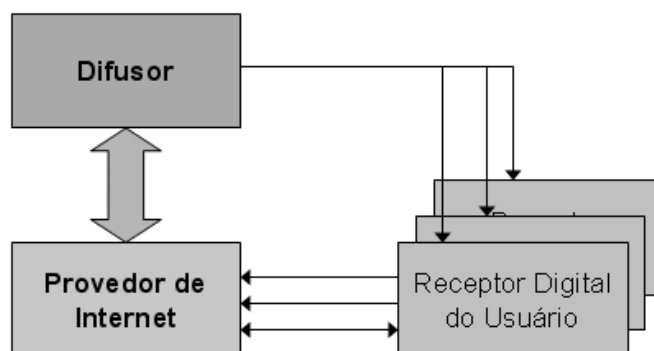 Difusor
Provedor de
Internet
Receptor Digital
do Usuário